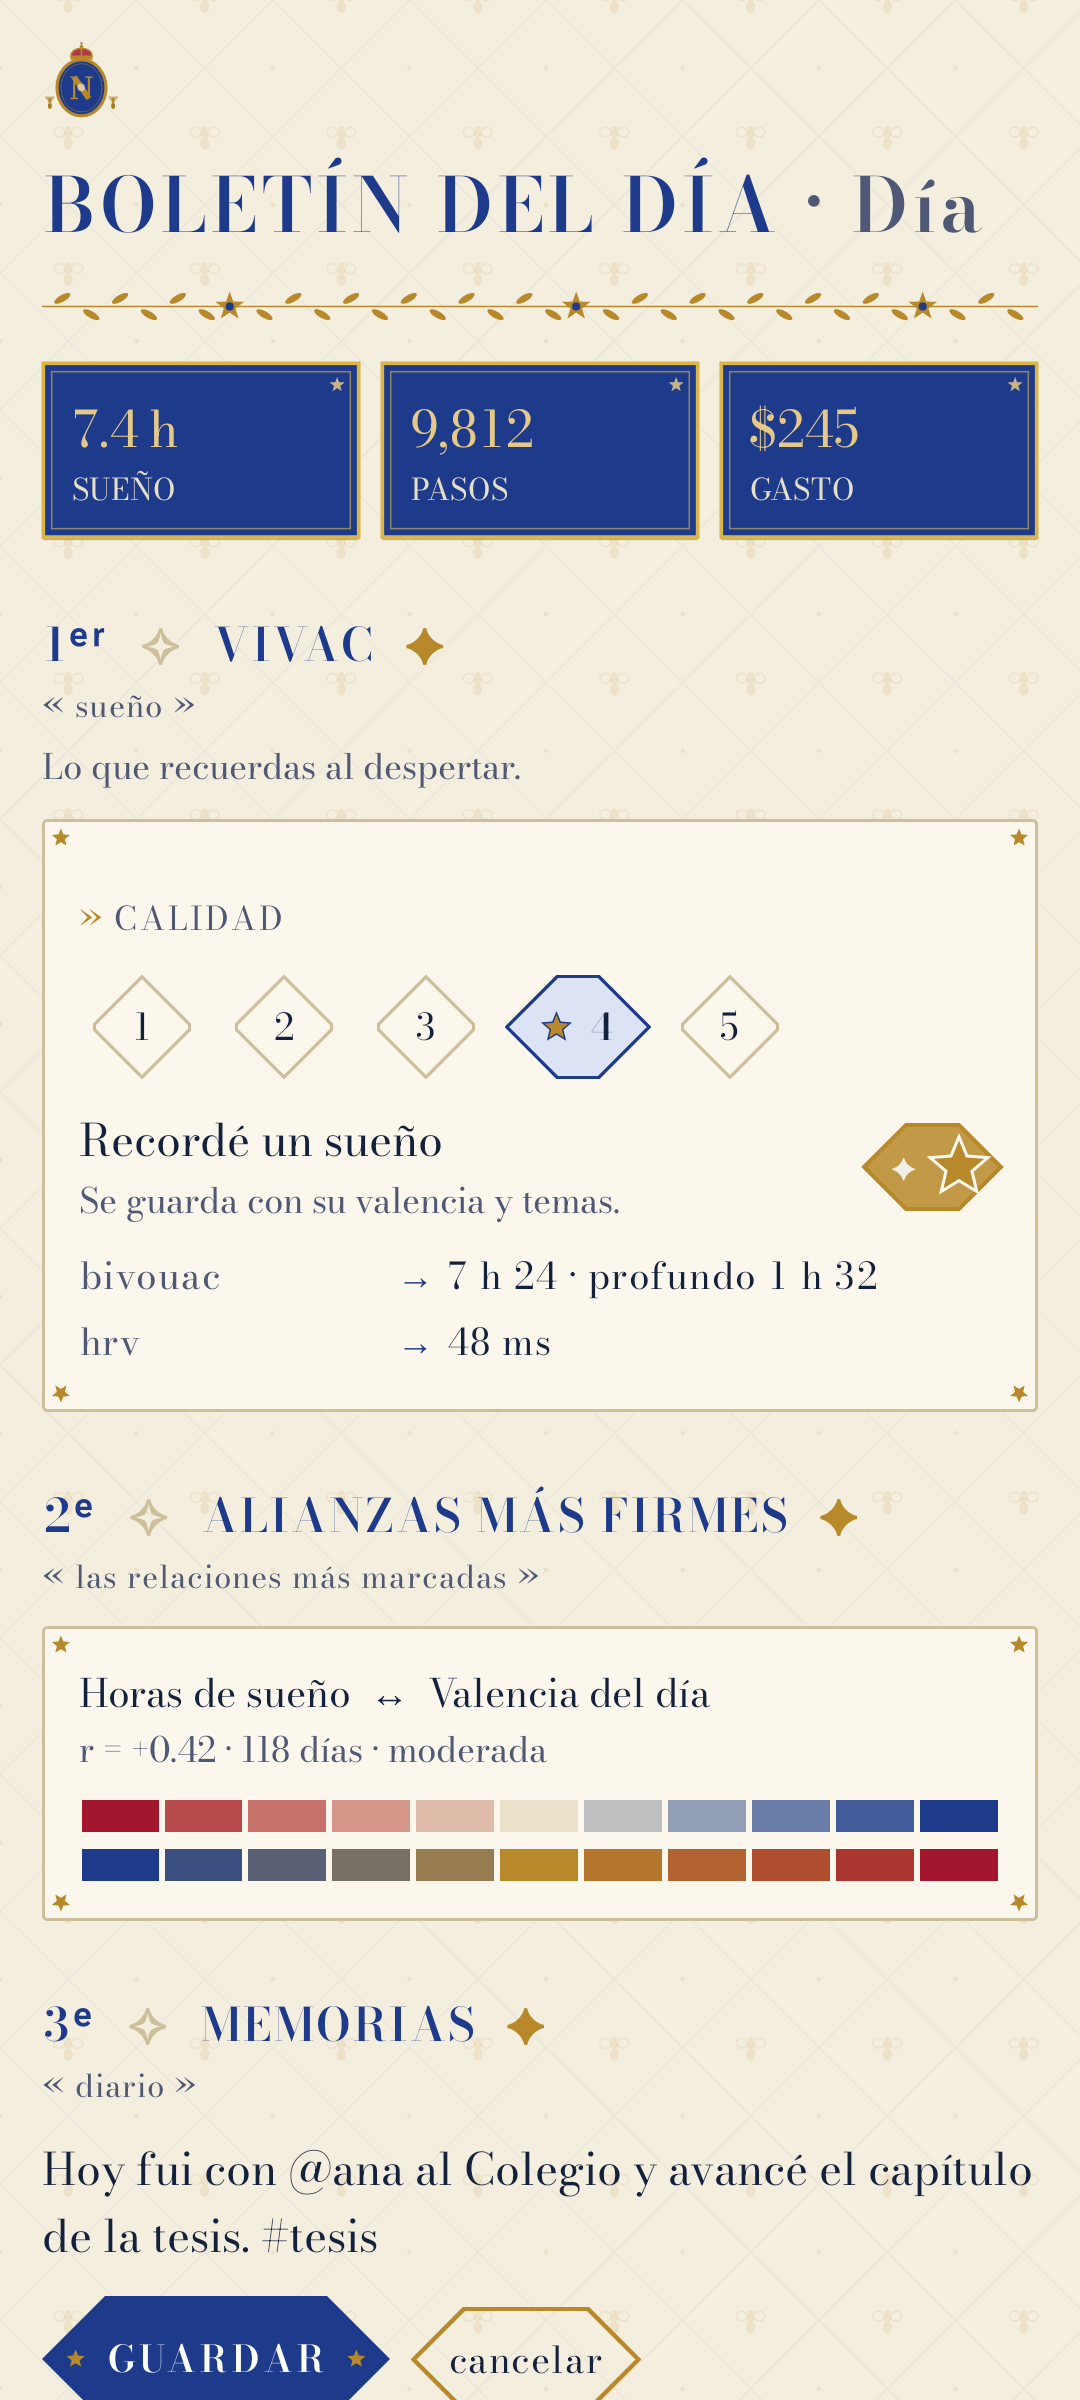 N
BOLETÍN DEL DÍA · Día
7.4 h
SUEÑO
9,812
PASOS
$245
GASTO
1er VIVAC
« sueño »
Lo que recuerdas al despertar.
» CALIDAD
1 2 3 4 5
Recordé un sueño
Se guarda con su valencia y temas.
bivouac → 7 h 24 · profundo 1 h 32
hrv → 48 ms
2e ALIANZAS MÁS FIRMES
« las relaciones más marcadas »
Horas de sueño ↔ Valencia del día
r = +0.42 · 118 días · moderada
3e MEMORIAS
« diario »
Hoy fui con @ana al Colegio y avancé el capítulo
de la tesis. #tesis
GUARDAR cancelar